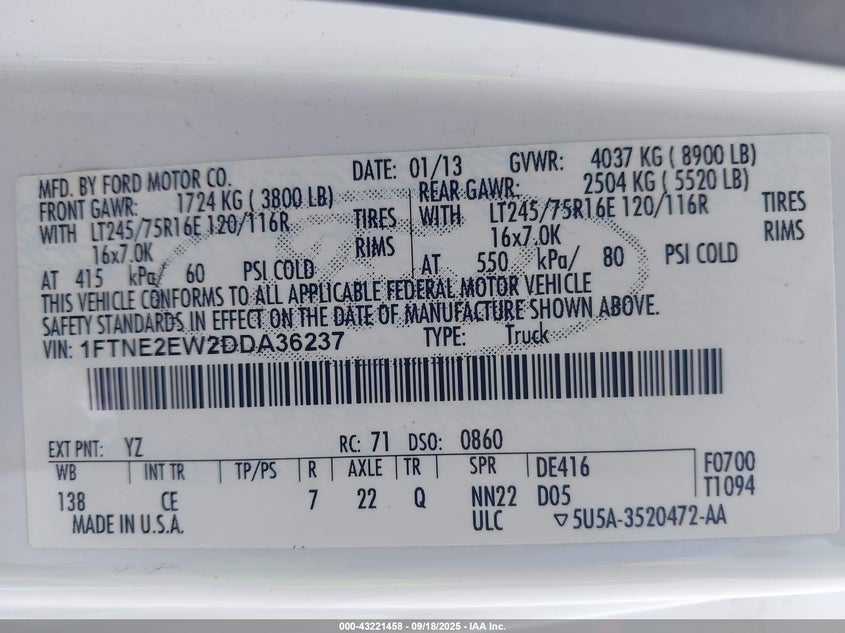 MFD. BY FORD MOTOR CO. DATE: 01/13 GVWR: 4037 KG ( 8900 LB)
FRONT GAWR: 1724 KG ( 3800 LB) REAR GAWR: 2504 KG ( 5520 LB)
WITH LT245/75R16E 120/116R TIRES WITH LT245/75R16E 120/116R TIRES
16x7.0K RIMS 16x7.0K RIMS
AT 415 kPa/ 60 PSI COLD AT 550 kPa/ 80 PSI COLD
THIS VEHICLE CONFORMS TO ALL APPLICABLE FEDERAL MOTOR VEHICLE
SAFETY STANDARDS IN EFFECT ON THE DATE OF MANUFACTURE SHOWN ABOVE.
VIN: 1FTNE2EW2DDA36237 TYPE: Truck
EXT PNT: YZ RC: 71 DSO: 0860
WB INT TR TP/PS R AXLE TR SPR DE416 F0700
138 CE 7 22 Q NN22 D05 T1094
MADE IN U.S.A. ULC ▽5U5A-3520472-AA
000-43221458 - 09/18/2025 - IAA Inc.